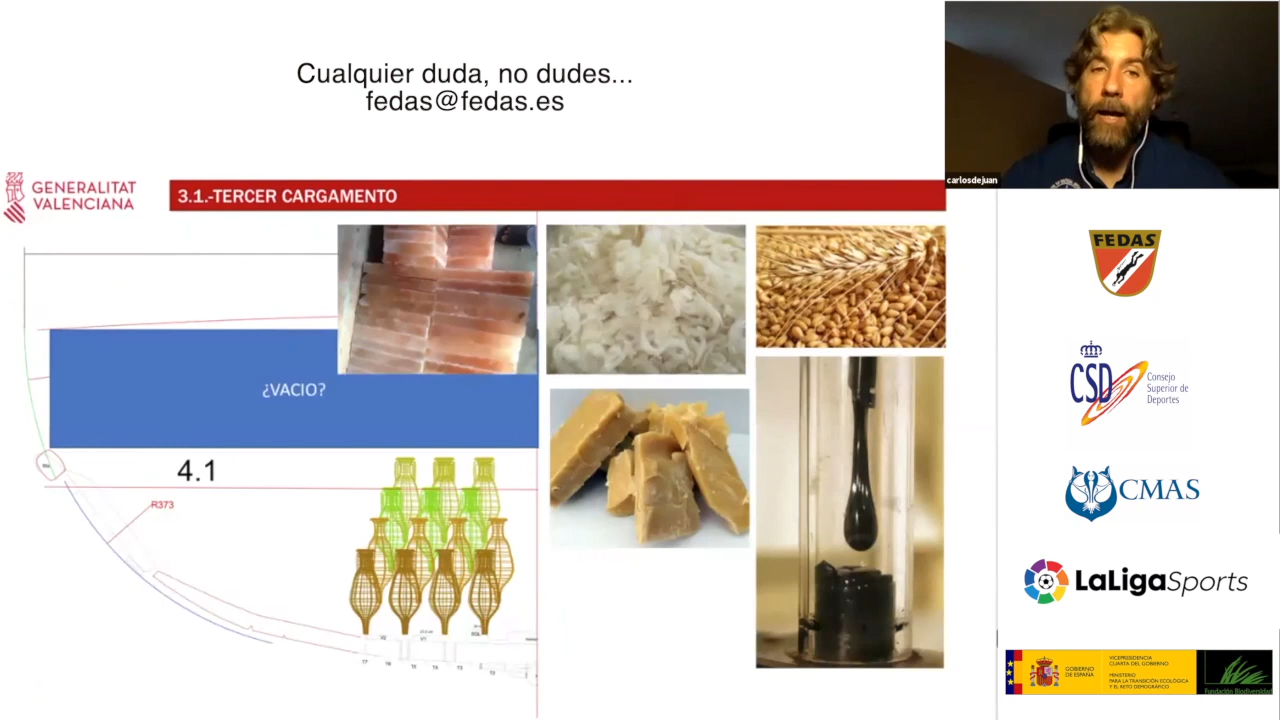 Cualquier duda, no dudes...
fedas@fedas.es
carlosdejuan
GENERALITAT
VALENCIANA
3.1.-TERCER CARGAMENTO
¿VACIO?
4.1
R373
FEDAS
CSD
Consejo
Superior de
Deportes
CMAS
LaLigaSports
GOBIERNO
DE ESPAÑA
VICEPRESIDENCIA
CUARTA DEL GOBIERNO
MINISTERIO
PARA LA TRANSICIÓN ECOLÓGICA
Y EL RETO DEMOGRÁFICO
Fundación Biodiversidad